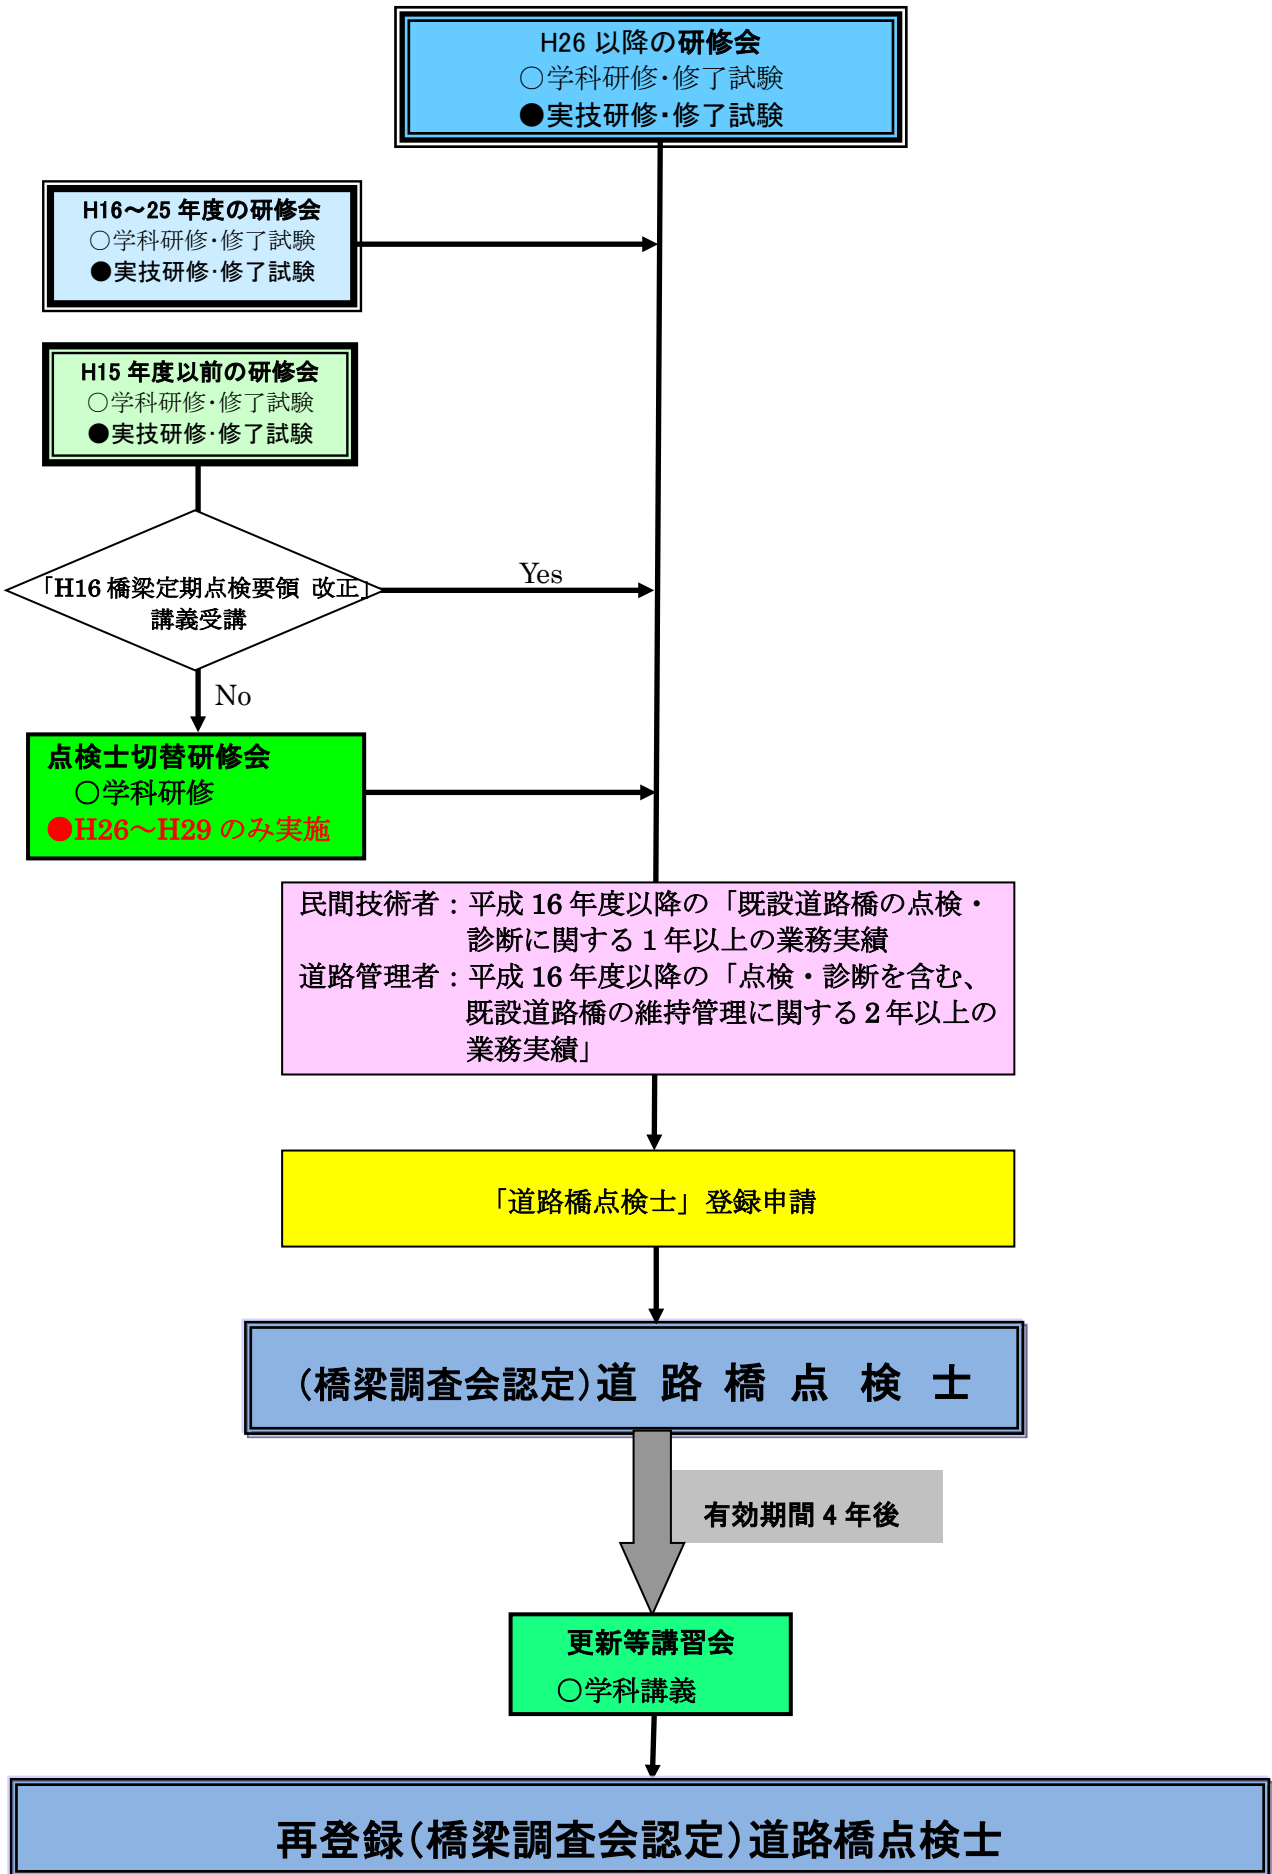 H26 以降の研修会
○学科研修・修了試験
●実技研修・修了試験
H16～25 年度の研修会
○学科研修・修了試験
●実技研修・修了試験
H15 年度以前の研修会
○学科研修・修了試験
●実技研修・修了試験
「H16 橋梁定期点検要領 改正」
講義受講
Yes
No
点検士切替研修会
○学科研修
●H26～H29 のみ実施
民間技術者：平成 16 年度以降の「既設道路橋の点検・
診断に関する 1 年以上の業務実績
道路管理者：平成 16 年度以降の「点検・診断を含む、
既設道路橋の維持管理に関する 2 年以上の
業務実績」
「道路橋点検士」登録申請
（橋梁調査会認定）道 路 橋 点 検 士
有効期間 4 年後
更新等講習会
○学科講義
再登録（橋梁調査会認定）道路橋点検士